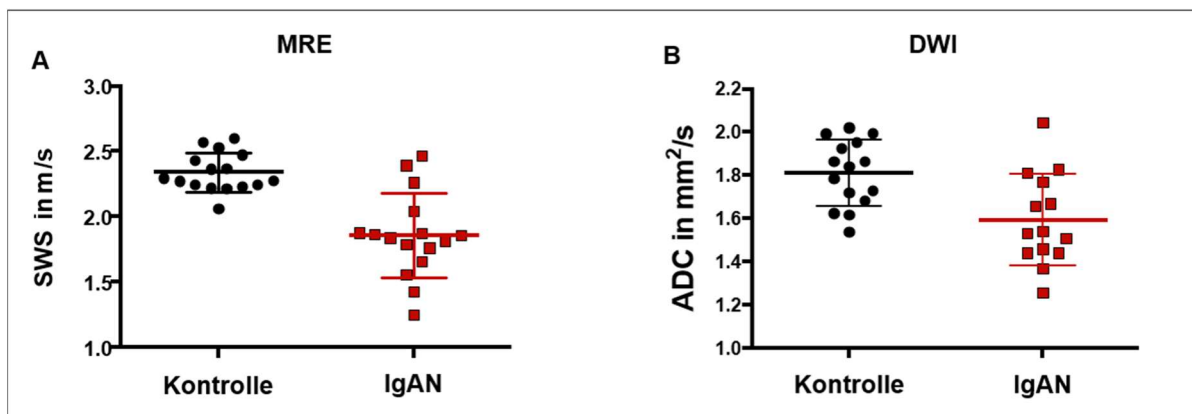 A
MRE
SWS in m/s
3.0
2.5
2.0
1.5
1.0
Kontrolle
IgAN
B
DWI
ADC in mm²/s
2.2
2.0
1.8
1.6
1.4
1.2
1.0
Kontrolle
IgAN